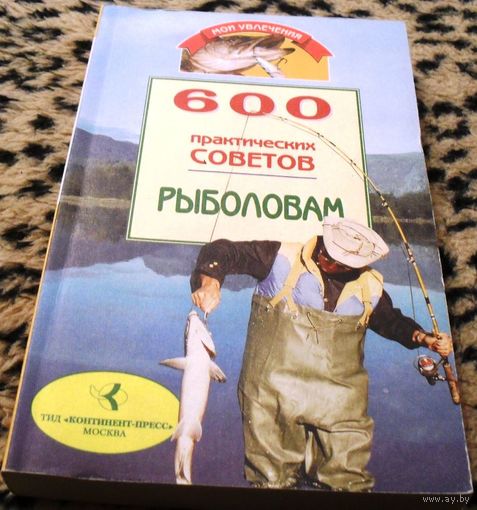 МОИ УВЛЕЧЕНИЯ
600
практических
СОВЕТОВ
РЫБОЛОВАМ
ТИД «КОНТИНЕНТ-ПРЕСС»
МОСКВА
www.ay.by